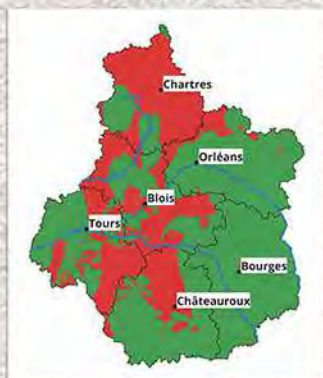 Chartres
Orléans
Blois
Tours
Bourges
Châteauroux